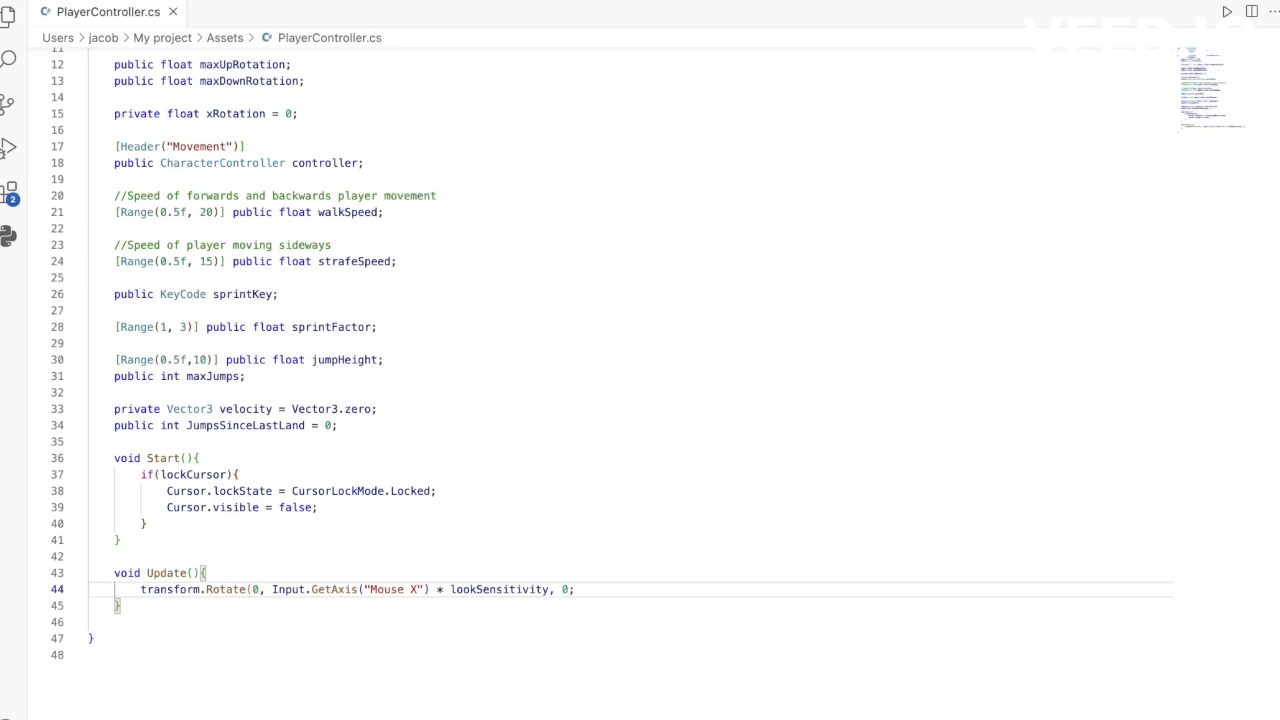 PlayerController.cs
Users > jacob > My project > Assets > PlayerController.cs
11
12 public float maxUpRotation;
13 public float maxDownRotation;
14
15 private float xRotation = 0;
16
17 [Header("Movement")]
18 public CharacterController controller;
19
20 //Speed of forwards and backwards player movement
21 [Range(0.5f, 20)] public float walkSpeed;
22
23 //Speed of player moving sideways
24 [Range(0.5f, 15)] public float strafeSpeed;
25
26 public KeyCode sprintKey;
27
28 [Range(1, 3)] public float sprintFactor;
29
30 [Range(0.5f,10)] public float jumpHeight;
31 public int maxJumps;
32
33 private Vector3 velocity = Vector3.zero;
34 public int JumpsSinceLastLand = 0;
35
36 void Start(){
37 if(lockCursor){
38 Cursor.lockState = CursorLockMode.Locked;
39 Cursor.visible = false;
40 }
41 }
42
43 void Update(){
44 transform.Rotate(0, Input.GetAxis("Mouse X") * lookSensitivity, 0;
45 }
46
47 }
48
2